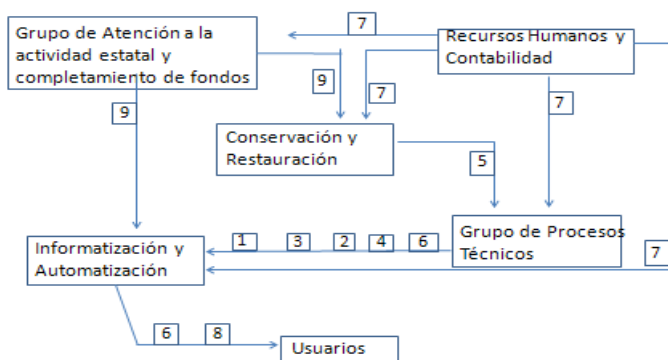 Grupo de Atención a la
actividad estatal y
completamiento de fondos
7
Recursos Humanos y
Contabilidad
9
9
7
7
Conservación y
Restauración
5
Informatización y
Automatización
1 3 2 4 6
Grupo de Procesos
Técnicos
7
6 8
Usuarios